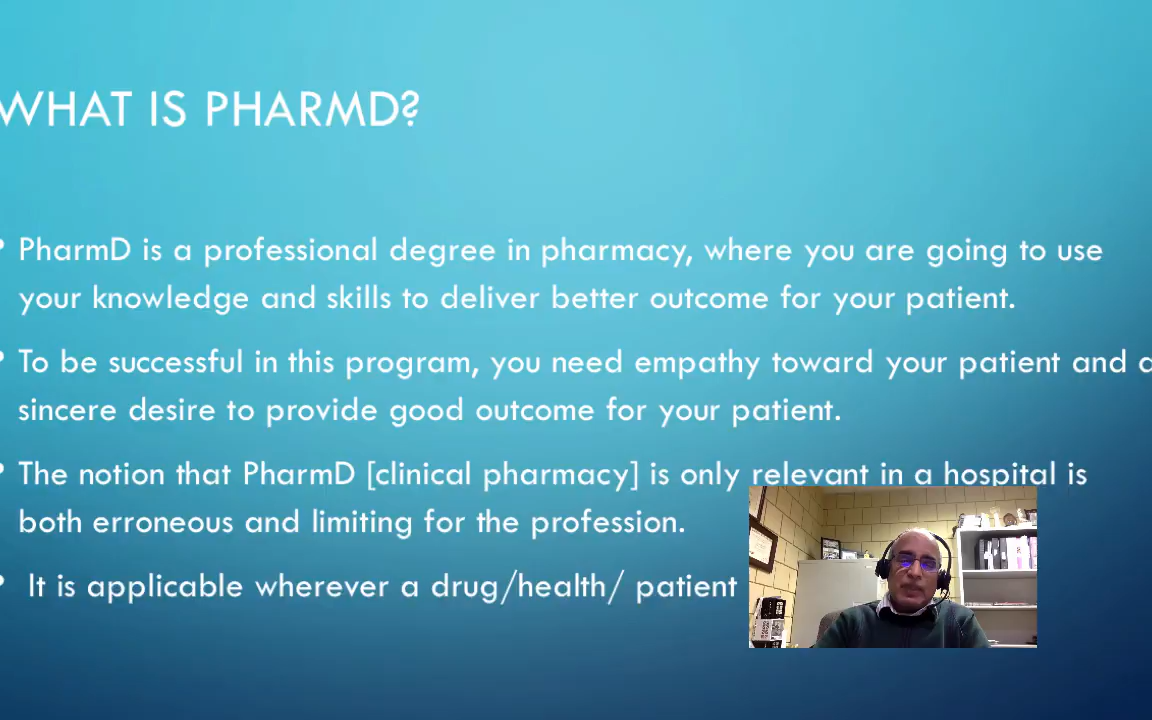 WHAT IS PHARMD?
• PharmD is a professional degree in pharmacy, where you are going to use
your knowledge and skills to deliver better outcome for your patient.
• To be successful in this program, you need empathy toward your patient and a
sincere desire to provide good outcome for your patient.
• The notion that PharmD [clinical pharmacy] is only relevant in a hospital is
both erroneous and limiting for the profession.
• It is applicable wherever a drug/health/ patient